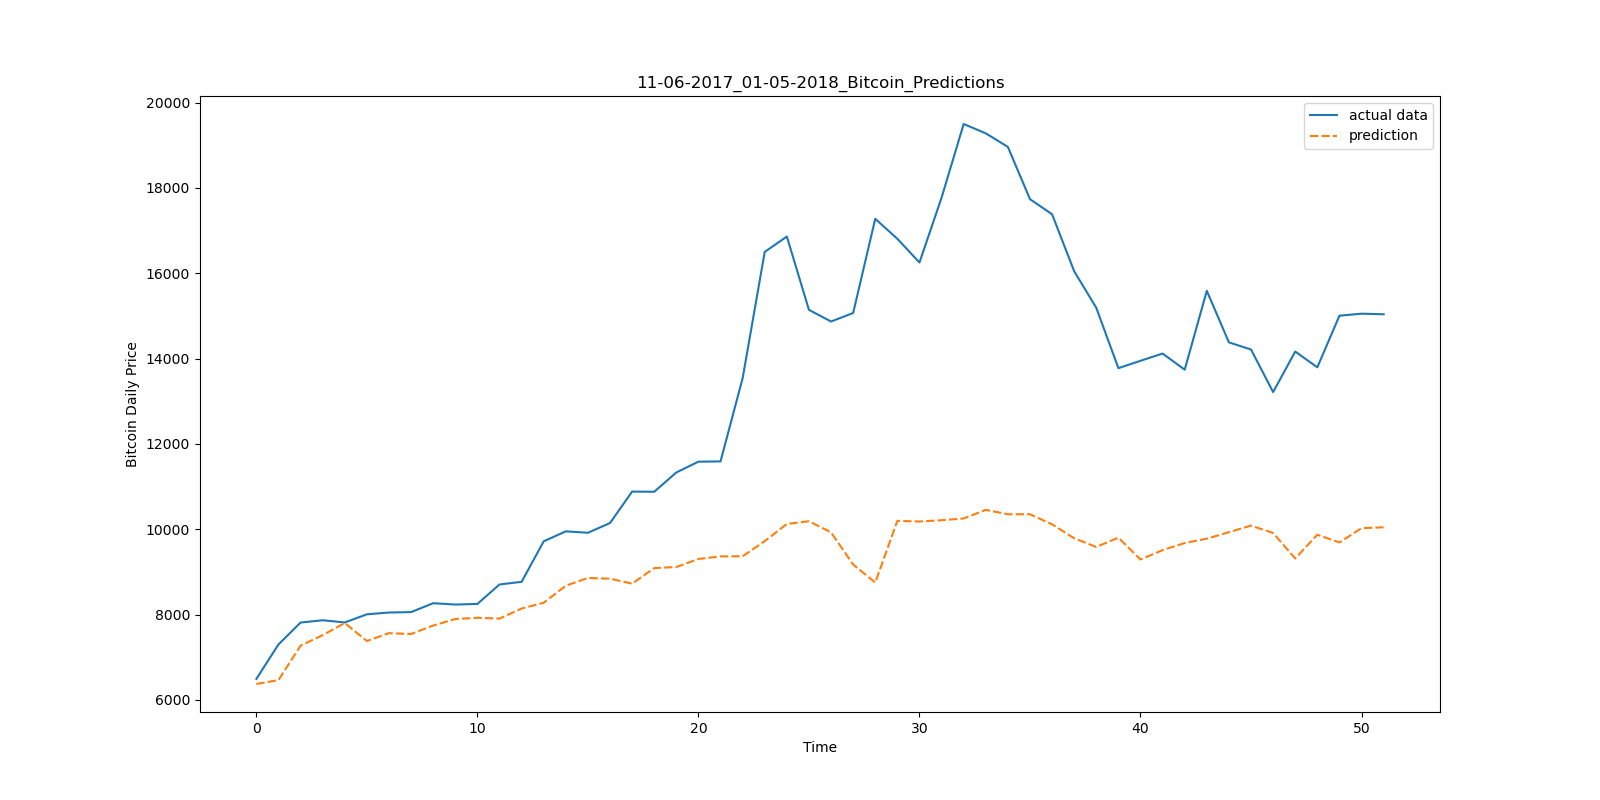 11-06-2017_01-05-2018_Bitcoin_Predictions
actual data
prediction
Bitcoin Daily Price
20000
18000
16000
14000
12000
10000
8000
6000
0 10 20 30 40 50
Time